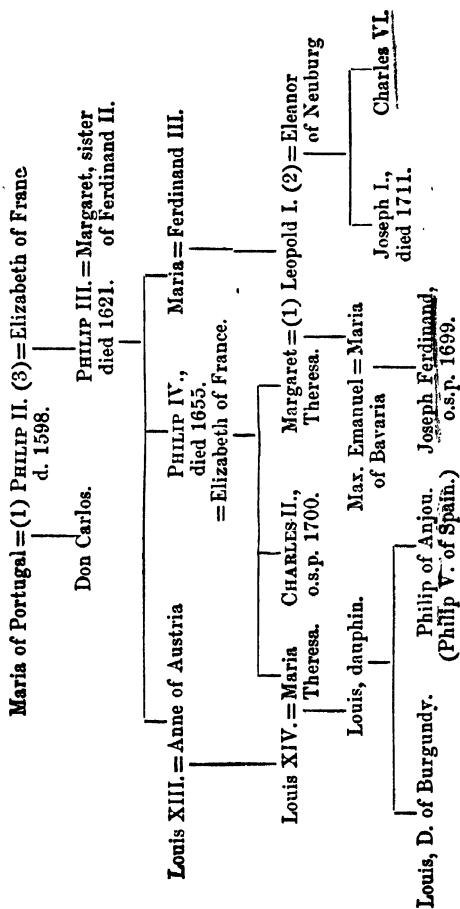 Maria of Portugal=(1) PHILIP II. (3)=Elizabeth of Franc
d. 1598.
Don Carlos.
PHILIP III.=Margaret, sister
died 1621. of Ferdinand II.
Louis XIII.=Anne of Austria
PHILIP IV.,
died 1655.
=Elizabeth of France.
Maria=Ferdinand III.
Louis XIV.=Maria
Theresa.
CHARLES II.,
o.s.p. 1700.
Margaret=(1) Leopold I. (2)=Eleanor
Theresa.
of Neuburg
Louis, dauphin.
Max. Emanuel=Maria
of Bavaria
Joseph I.,
died 1711.
Charles VI.
Louis, D. of Burgundy.
Philip of Anjou.
(Philip V. of Spain.)
Joseph Ferdinand,
o.s.p. 1699.